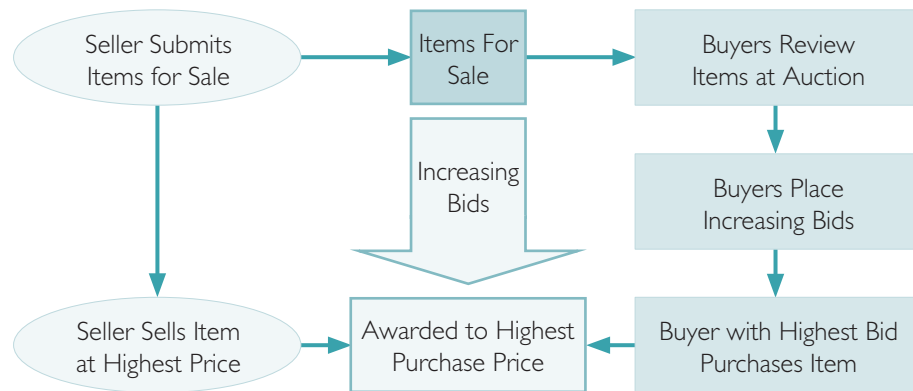 Seller Submits
Items for Sale
Items For
Sale
Buyers Review
Items at Auction
Increasing
Bids
Buyers Place
Increasing Bids
Seller Sells Item
at Highest Price
Awarded to Highest
Purchase Price
Buyer with Highest Bid
Purchases Item